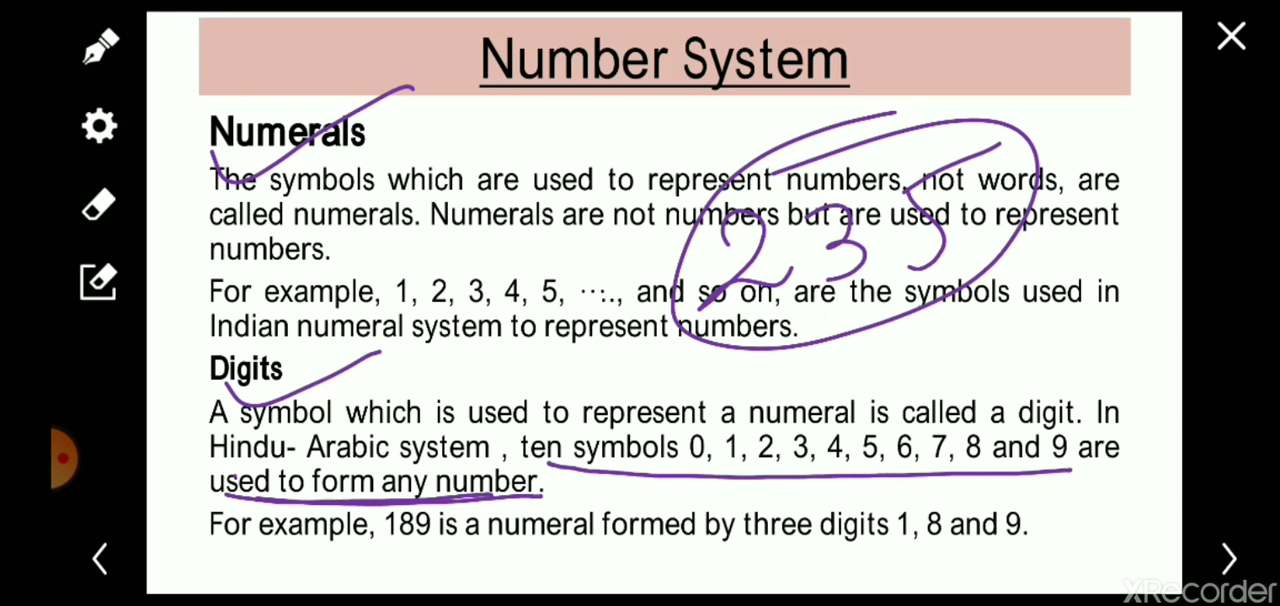 Number System
Numerals
The symbols which are used to represent numbers, not words, are
called numerals. Numerals are not numbers but are used to represent
numbers.
235
For example, 1, 2, 3, 4, 5, ....., and so on, are the symbols used in
Indian numeral system to represent numbers.
Digits
A symbol which is used to represent a numeral is called a digit. In
Hindu- Arabic system , ten symbols 0, 1, 2, 3, 4, 5, 6, 7, 8 and 9 are
used to form any number.
For example, 189 is a numeral formed by three digits 1, 8 and 9.
XRecorder